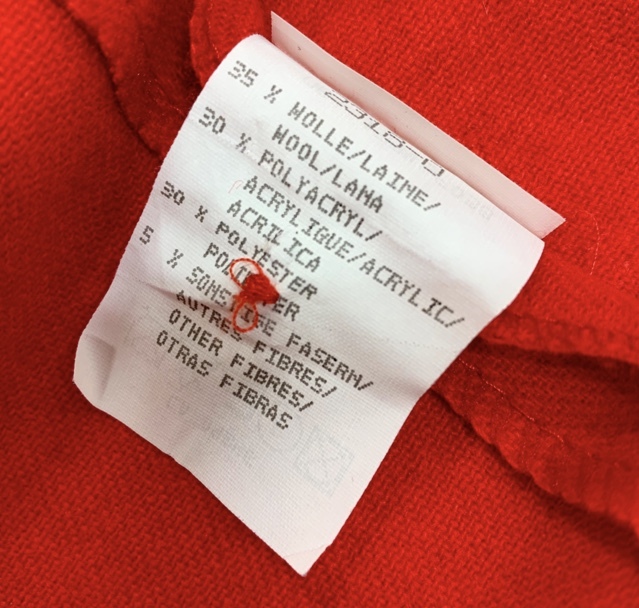 35 % WOLLE/LAINE/
WOOL/LANA
30 % POLYACRYL/
ACRYLIQUE/ACRYLIC/
ACRILICA
30 % POLYESTER
5 % SONSTIGE FASERN/
AUTRES FIBRES/
OTHER FIBRES/
OTRAS FIBRAS